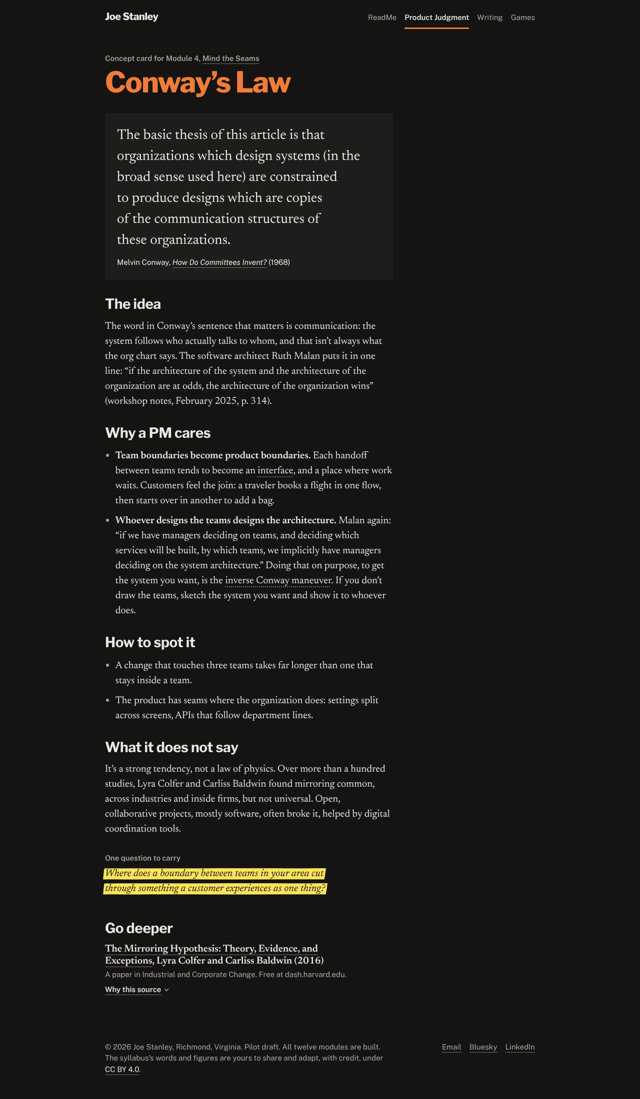 Joe Stanley
ReadMe Product Judgment Writing Games
Concept card for Module 4, Mind the Seams
Conway’s Law
The basic thesis of this article is that
organizations which design systems (in the
broad sense used here) are constrained
to produce designs which are copies
of the communication structures of
these organizations.
Melvin Conway, How Do Committees Invent? (1968)
The idea
The word in Conway’s sentence that matters is communication: the
system follows who actually talks to whom, and that isn’t always what
the org chart says. The software architect Ruth Malan puts it in one
line: “if the architecture of the system and the architecture of the
organization are at odds, the architecture of the organization wins”
(workshop notes, February 2025, p. 314).
Why a PM cares
• Team boundaries become product boundaries. Each handoff
between teams tends to become an interface, and a place where work
waits. Customers feel the join: a traveler books a flight in one flow,
then starts over in another to add a bag.
• Whoever designs the teams designs the architecture. Malan again:
“if we have managers deciding on teams, and deciding which
services will be built, by which teams, we implicitly have managers
deciding on the system architecture.” Doing that on purpose, to get
the system you want, is the inverse Conway maneuver. If you don’t
draw the teams, sketch the system you want and show it to whoever
does.
How to spot it
• A change that touches three teams takes far longer than one that
stays inside a team.
• The product has seams where the organization does: settings split
across screens, APIs that follow department lines.
What it does not say
It’s a strong tendency, not a law of physics. Over more than a hundred
studies, Lyra Colfer and Carliss Baldwin found mirroring common,
across industries and inside firms, but not universal. Open,
collaborative projects, mostly software, often broke it, helped by digital
coordination tools.
One question to carry
Where does a boundary between teams in your area cut
through something a customer experiences as one thing?
Go deeper
The Mirroring Hypothesis: Theory, Evidence, and
Exceptions, Lyra Colfer and Carliss Baldwin (2016)
A paper in Industrial and Corporate Change. Free at dash.harvard.edu.
Why this source
© 2026 Joe Stanley, Richmond, Virginia. Pilot draft. All twelve modules are built.
The syllabus’s words and figures are yours to share and adapt, with credit, under
CC BY 4.0.
Email Bluesky LinkedIn